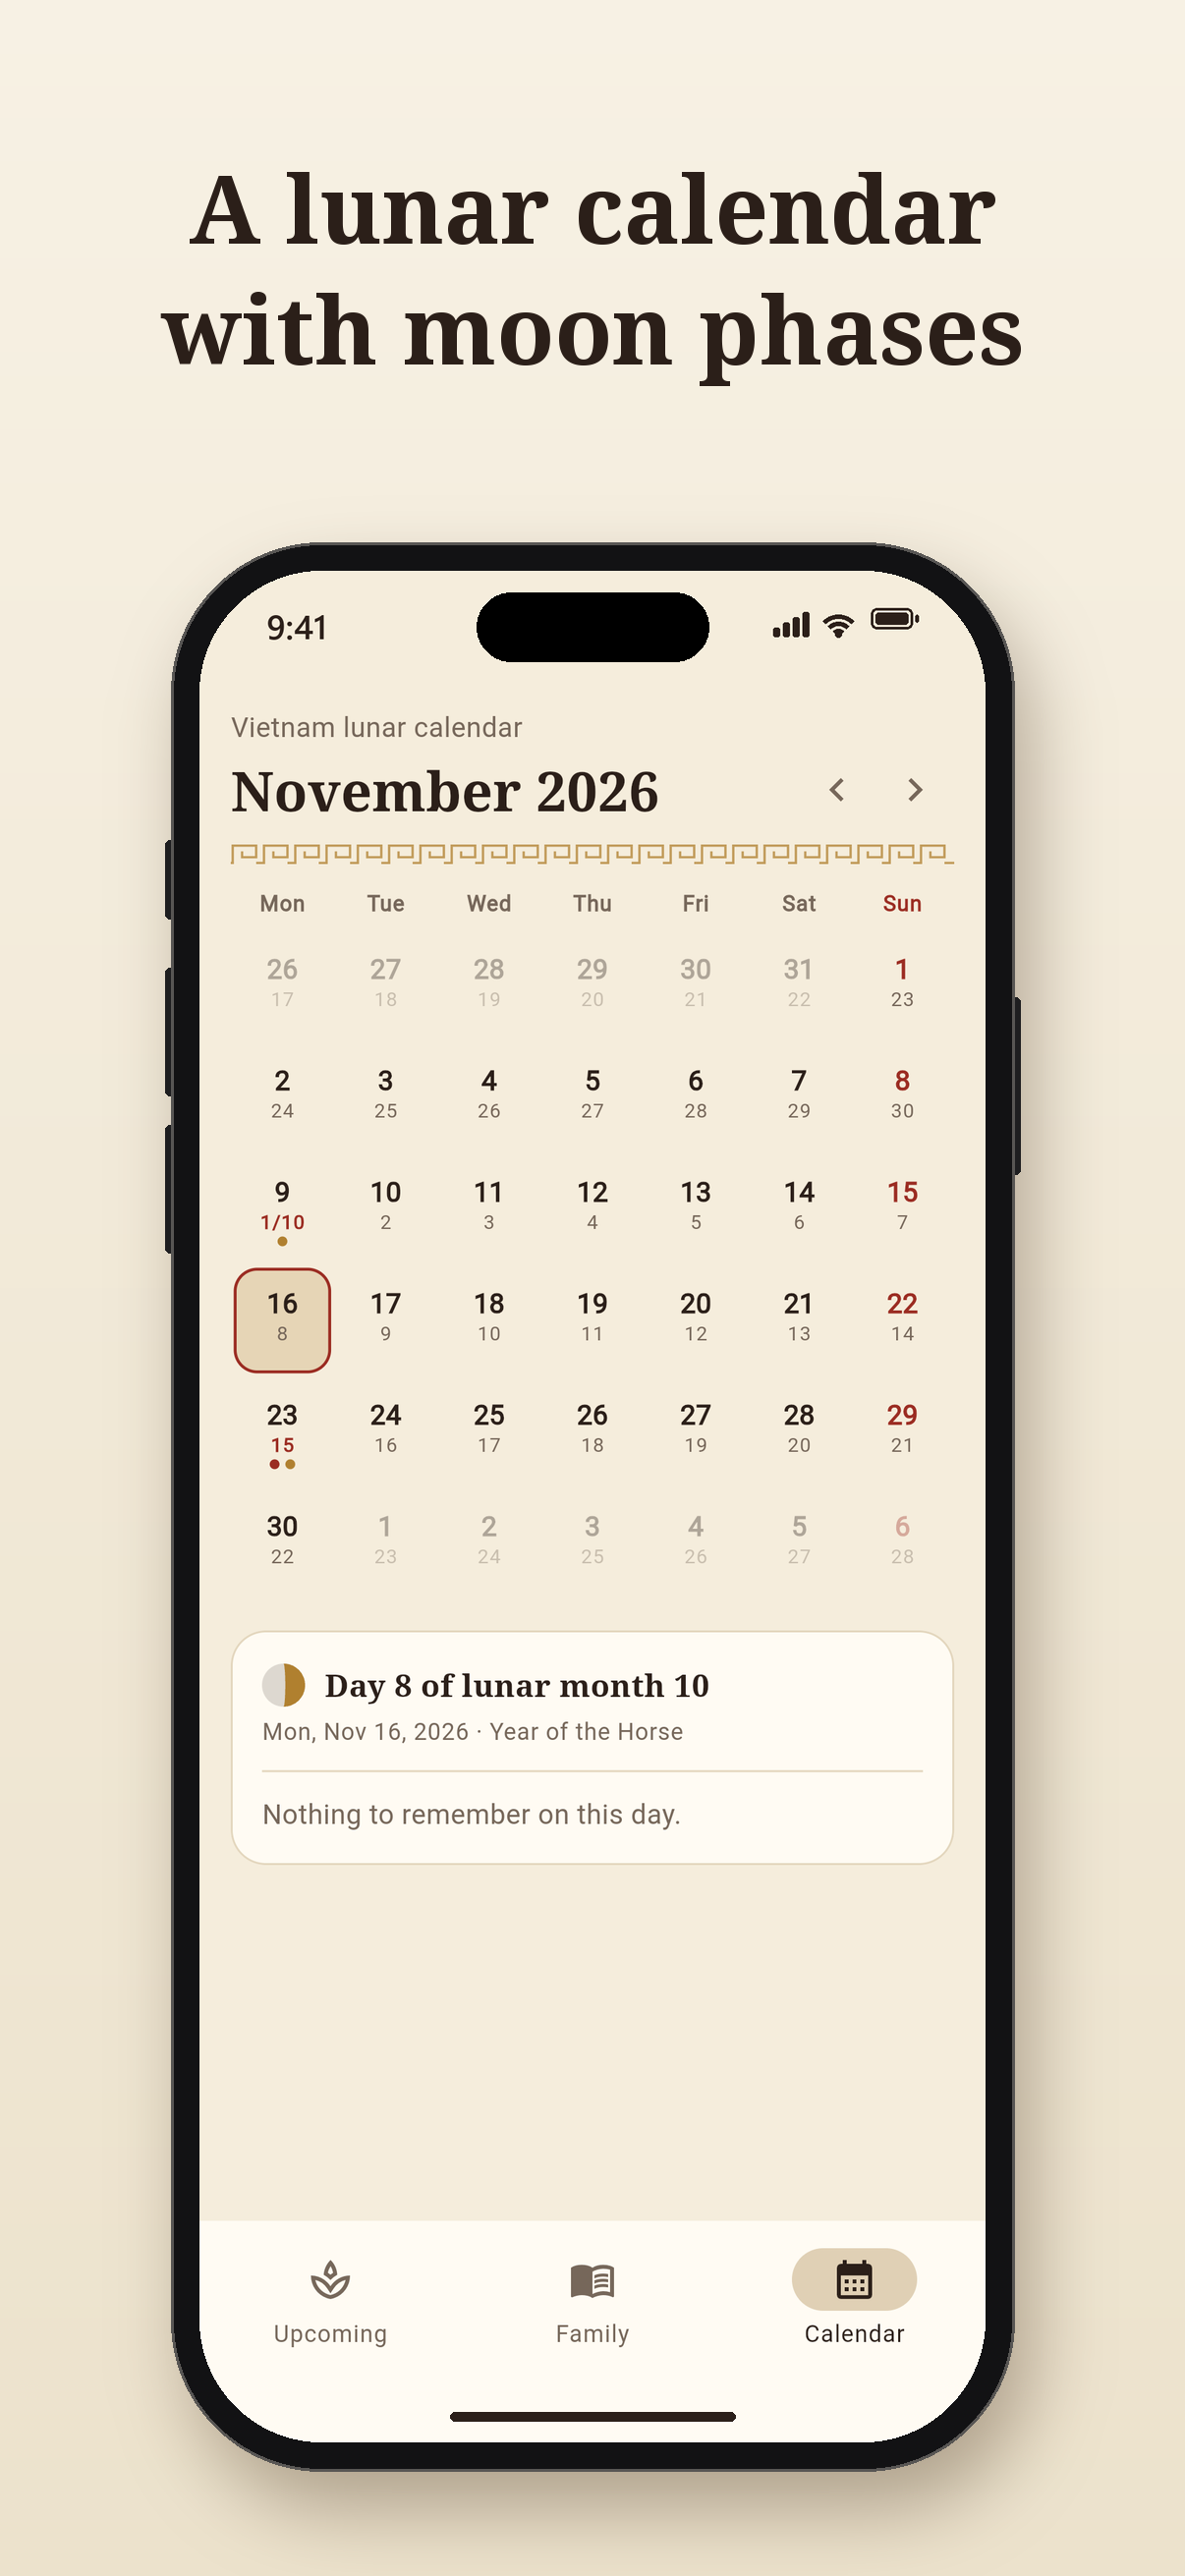 A lunar calendar
with moon phases
9:41
Vietnam lunar calendar
November 2026
Mon Tue Wed Thu Fri Sat Sun
26 27 28 29 30 31 1
17 18 19 20 21 22 23
2 3 4 5 6 7 8
24 25 26 27 28 29 30
9 10 11 12 13 14 15
1/10 2 3 4 5 6 7
16 17 18 19 20 21 22
8 9 10 11 12 13 14
23 24 25 26 27 28 29
15 16 17 18 19 20 21
30 1 2 3 4 5 6
22 23 24 25 26 27 28
Day 8 of lunar month 10
Mon, Nov 16, 2026 · Year of the Horse
Nothing to remember on this day.
Upcoming Family Calendar